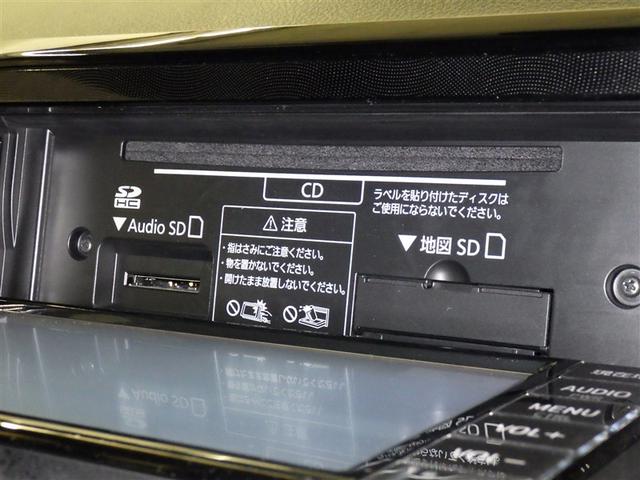 CD
ラベルを貼り付けたディスクは
ご使用にならないでください。
SD
HC
▼Audio SD
⚠注意
・指はさみにご注意ください。
・物を置かないでください。
・開けたまま放置しないでください。
▼地図 SD
AUDIO
MENU
VOL +
VOL −